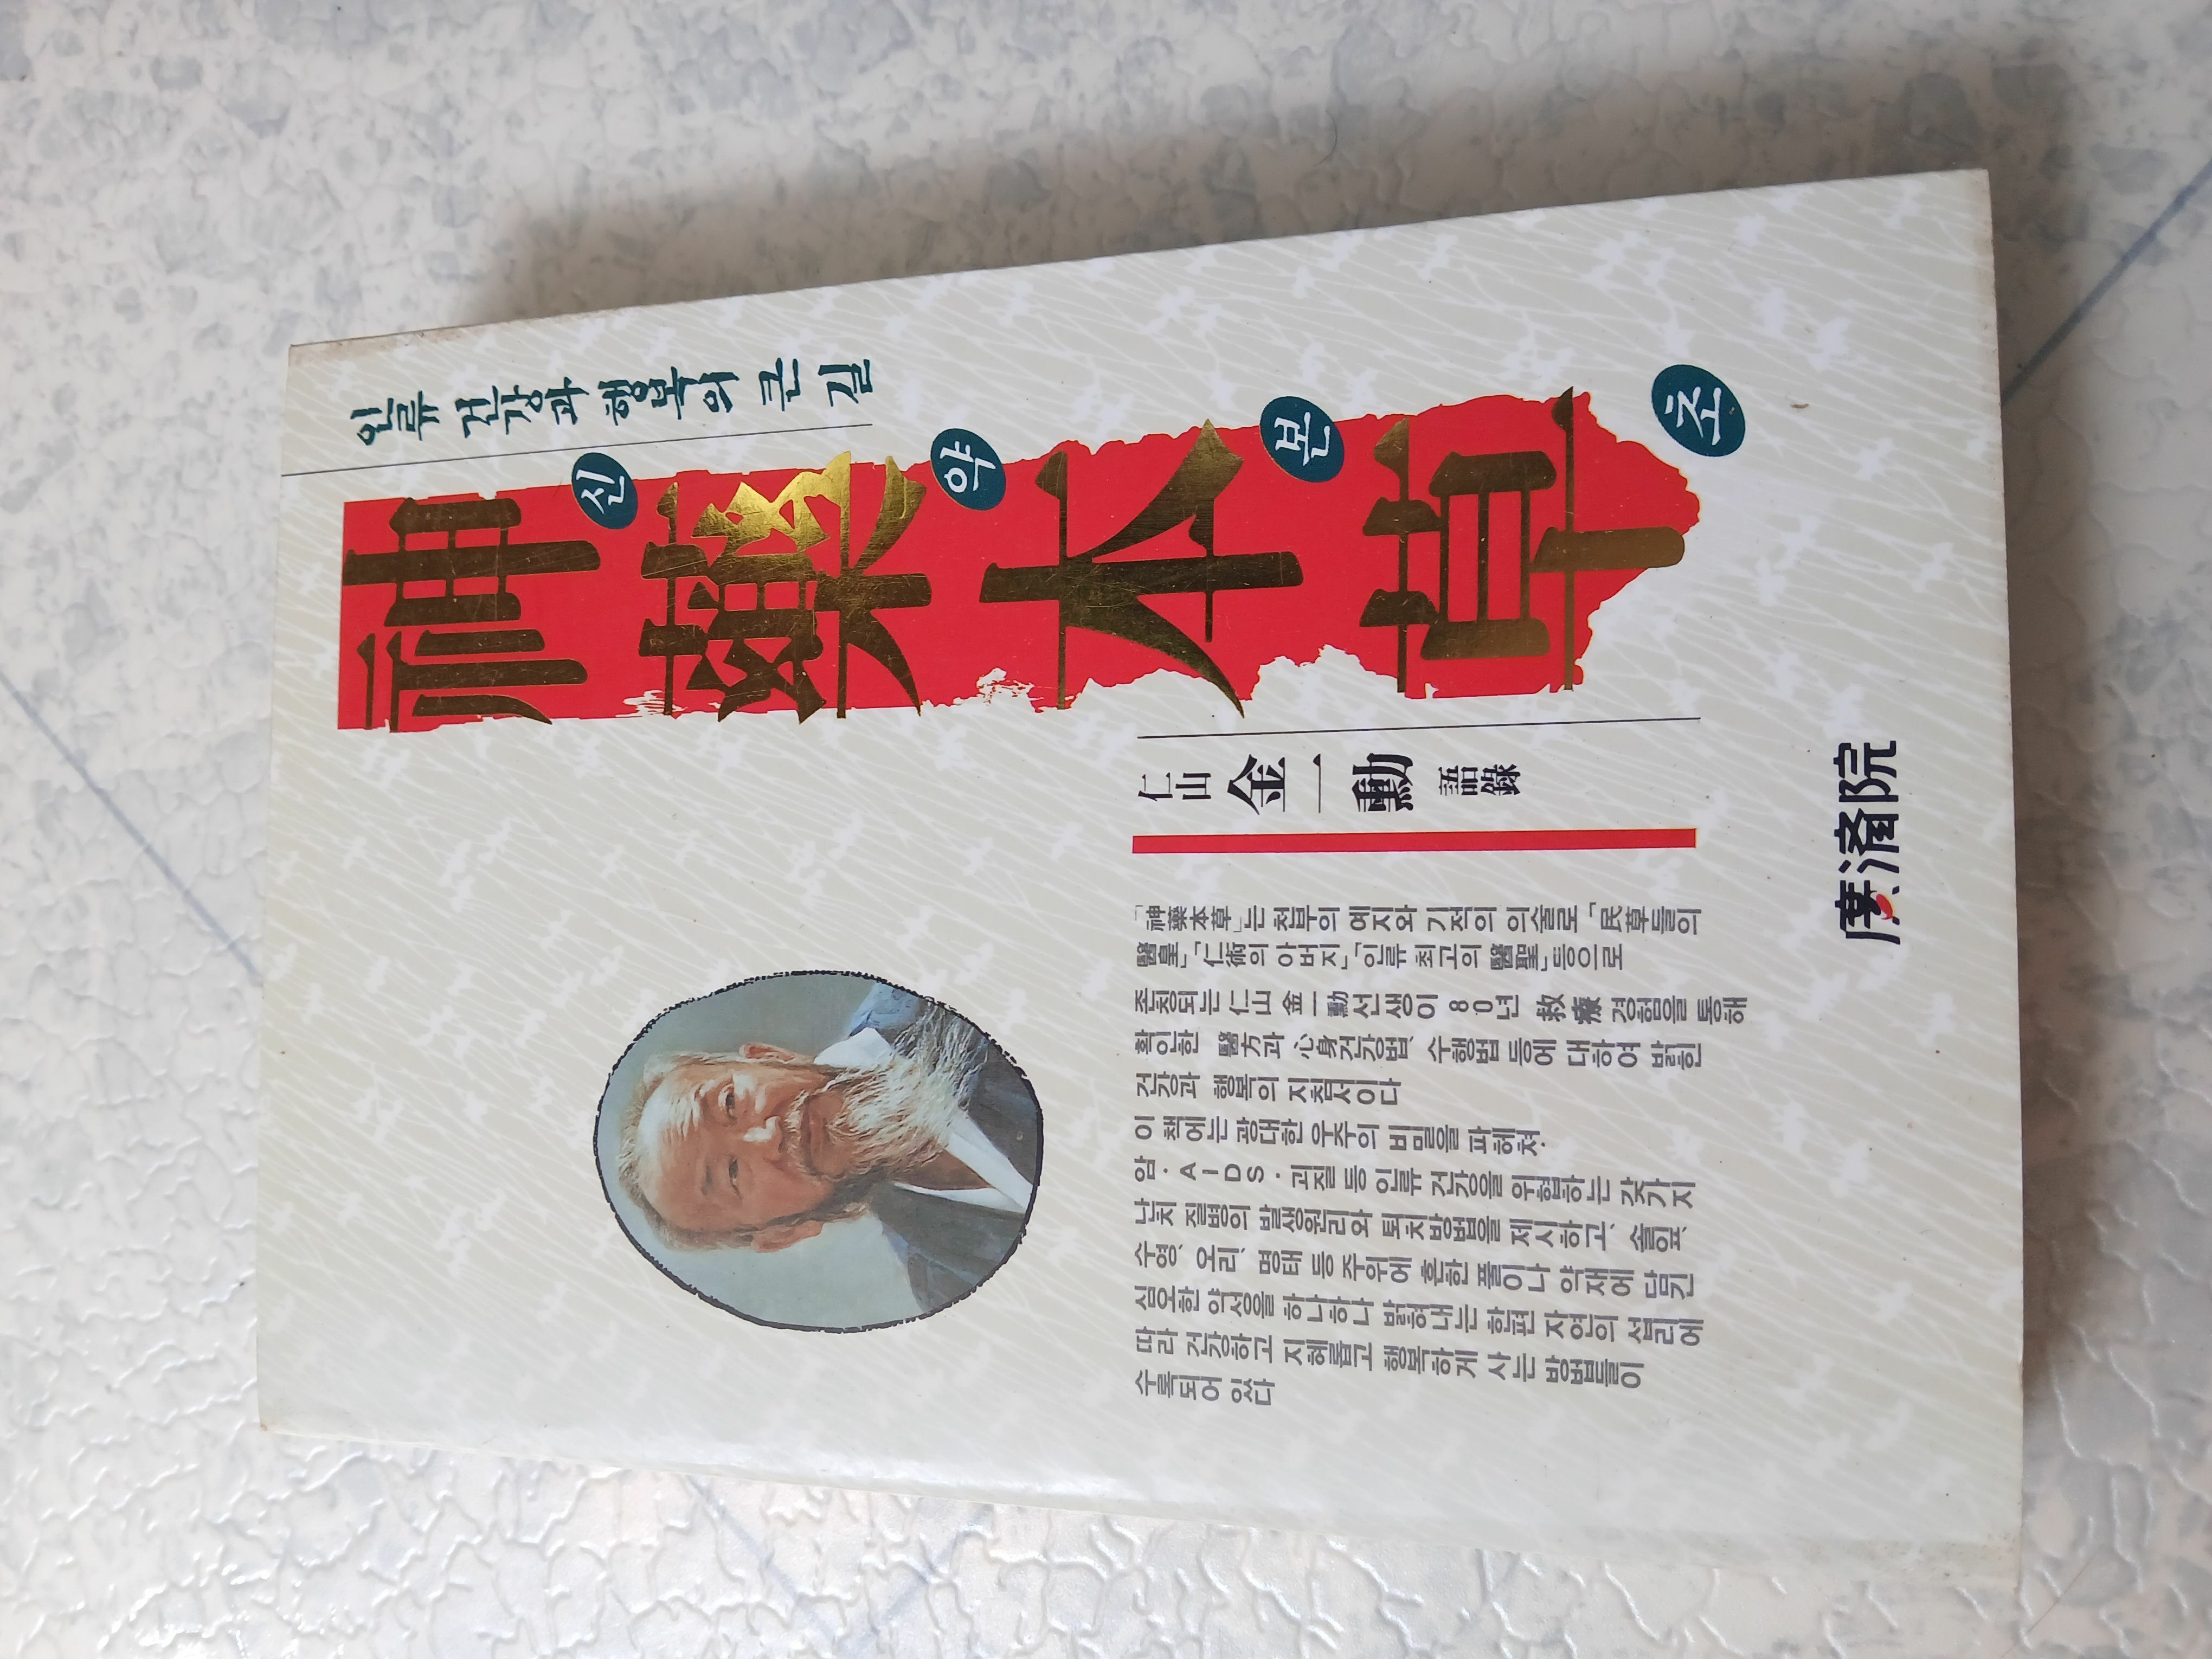 인류 건강과 행복의 큰 길
神藥本草
신 약 본 초
仁山 金一勳 語錄
「神藥本草」는 천부의 예지와 기적의 의술로 「民草들의
醫皇」「仁術의 아버지」「인류 최고의 醫聖」등으로
존칭되는 仁山 金一勳 선생이 80년 救療 경험을 통해
확인한 醫方과 心身건강법、수행법 등에 대하여 밝힌
건강과 행복의 지침서이다
이 책에는 광대한 우주의 비밀을 파헤쳐.
암·AIDS·괴질 등 인류 건강을 위협하는 각가지
난치 질병의 발생원리와 퇴치방법을 제시하고、솔잎、
수영、오리、명태 등 주위에 흔한 풀이나 약재에 담긴
심오한 약성을 하나하나 밝혀내는 한편 자연의 섭리에
따라 건강하고 지혜롭고 행복하게 사는 방법들이
수록되어 있다
廣濟院